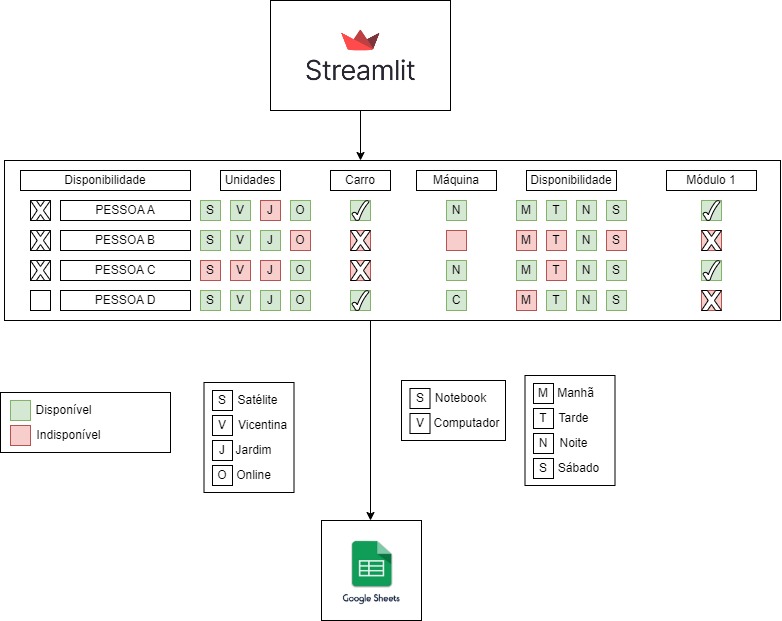 Streamlit
Disponibilidade Unidades Carro Máquina Disponibilidade Módulo 1
X PESSOA A S V J O N M T N S
X PESSOA B S V J O X M T N S X
X PESSOA C S V J O X N M T N S
PESSOA D S V J O C M T N S X
Disponível
Indisponível
S Satélite
V Vicentina
J Jardim
O Online
S Notebook
V Computador
M Manhã
T Tarde
N Noite
S Sábado
Google Sheets